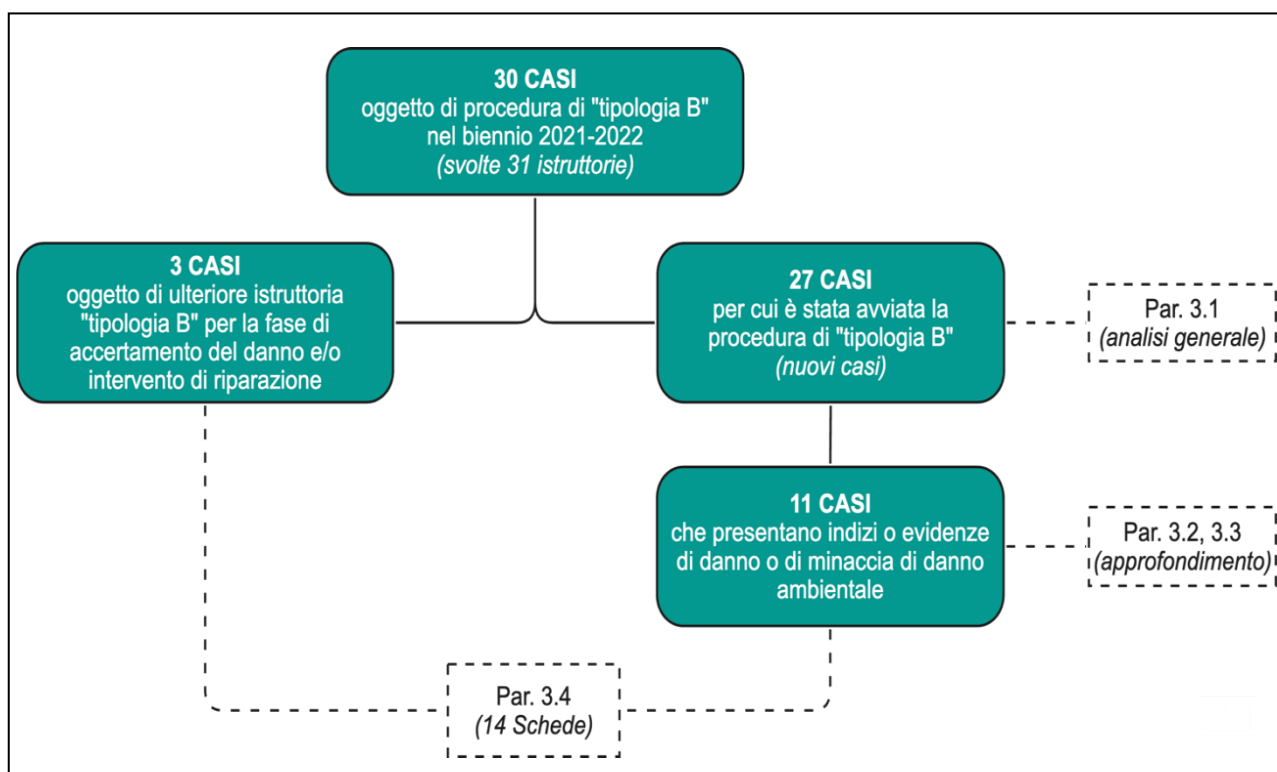 30 CASI
oggetto di procedura di "tipologia B"
nel biennio 2021-2022
(svolte 31 istruttorie)
3 CASI
oggetto di ulteriore istruttoria
"tipologia B" per la fase di
accertamento del danno e/o
intervento di riparazione
27 CASI
per cui è stata avviata la
procedura di "tipologia B"
(nuovi casi)
Par. 3.1
(analisi generale)
11 CASI
che presentano indizi o evidenze
di danno o di minaccia di danno
ambientale
Par. 3.2, 3.3
(approfondimento)
Par. 3.4
(14 Schede)